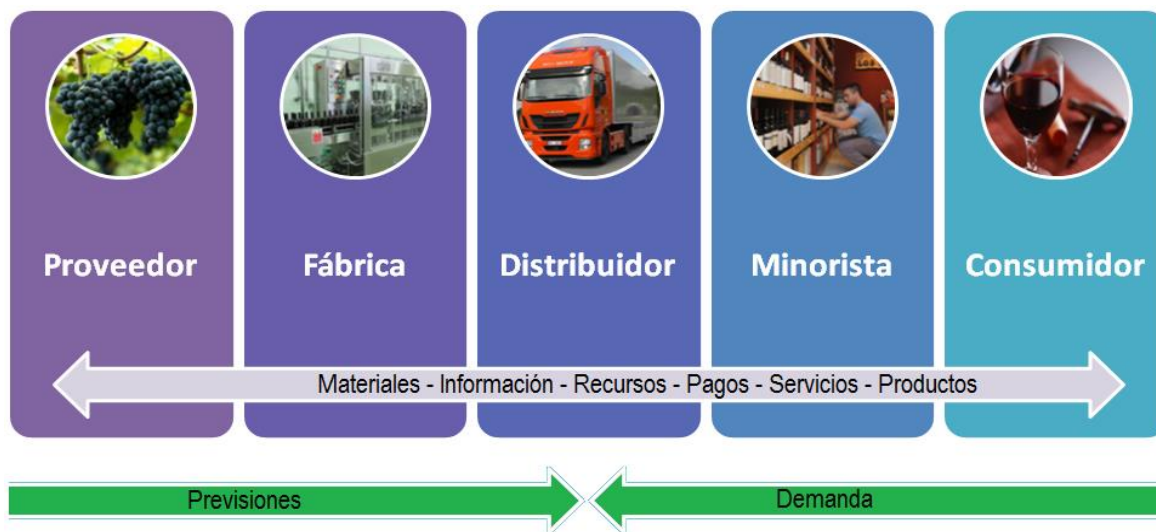 Proveedor
Fábrica
Distribuidor
Minorista
Consumidor
Materiales - Información - Recursos - Pagos - Servicios - Productos
Previsiones
Demanda